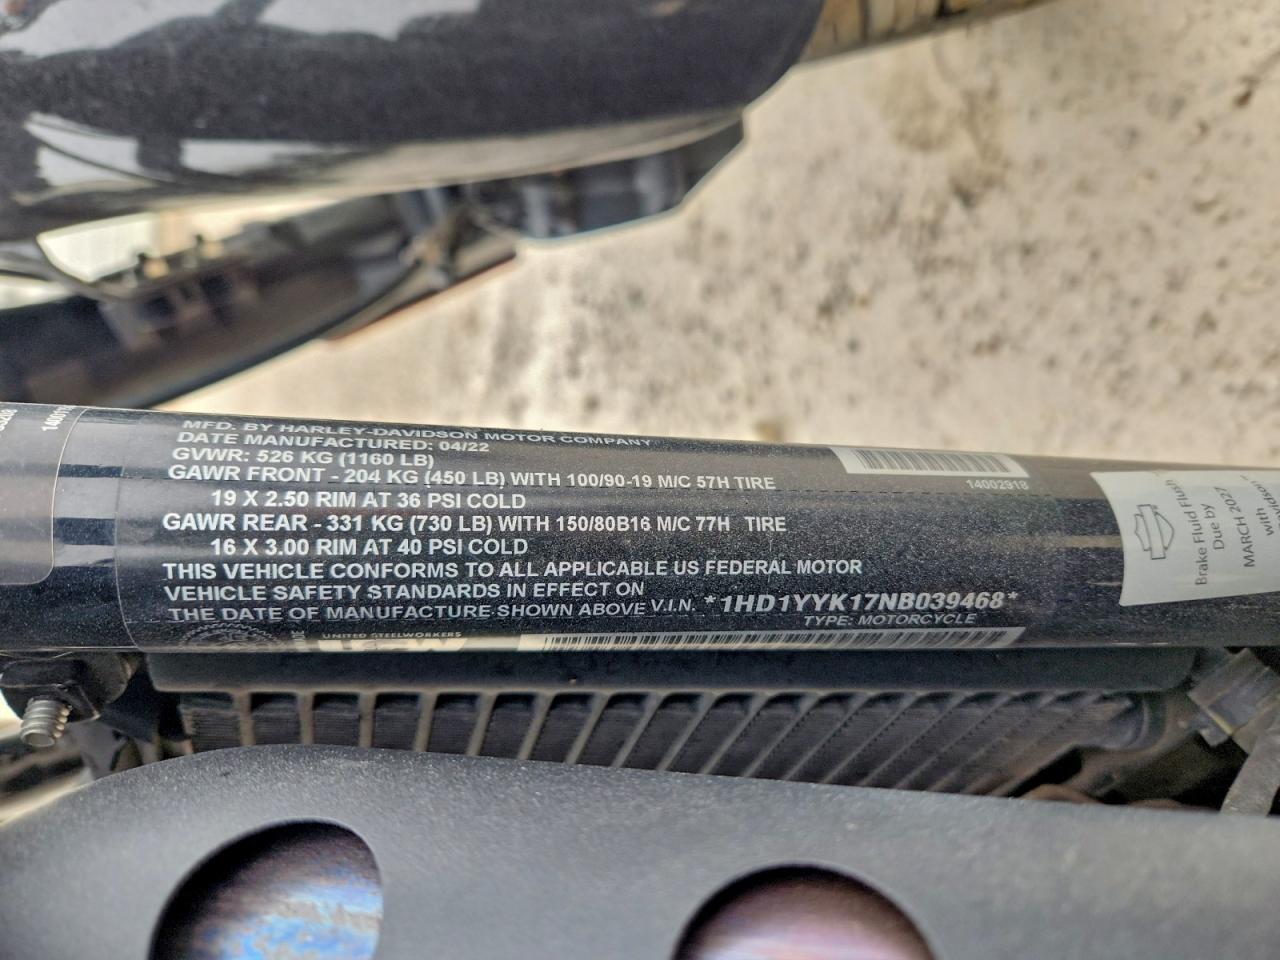 MFD. BY HARLEY-DAVIDSON MOTOR COMPANY
DATE MANUFACTURED: 04/22
GVWR: 526 KG (1160 LB)
GAWR FRONT - 204 KG (450 LB) WITH 100/90-19 M/C 57H TIRE
19 X 2.50 RIM AT 36 PSI COLD
GAWR REAR - 331 KG (730 LB) WITH 150/80B16 M/C 77H TIRE
16 X 3.00 RIM AT 40 PSI COLD
THIS VEHICLE CONFORMS TO ALL APPLICABLE US FEDERAL MOTOR
VEHICLE SAFETY STANDARDS IN EFFECT ON
THE DATE OF MANUFACTURE SHOWN ABOVE V.I.N. *1HD1YYK17NB039468*
TYPE: MOTORCYCLE
UNITED STEELWORKERS
14002918
Brake Fluid Flush
Due by
MARCH 2027
with